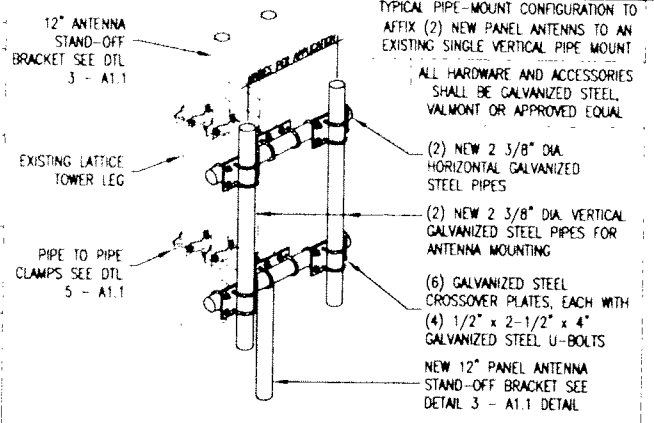 TYPICAL PIPE-MOUNT CONFIGURATION TO
AFFIX (2) NEW PANEL ANTENNS TO AN
EXISTING SINGLE VERTICAL PIPE MOUNT
ALL HARDWARE AND ACCESSORIES
SHALL BE GALVANIZED STEEL,
VALMONT OR APPROVED EQUAL
12" ANTENNA
STAND-OFF
BRACKET SEE DTL
3 - A1.1
PER APPLICATION
EXISTING LATTICE
TOWER LEG
PIPE TO PIPE
CLAMPS SEE DTL
5 - A1.1
(2) NEW 2 3/8" DIA.
HORIZONTAL GALVANIZED
STEEL PIPES
(2) NEW 2 3/8" DIA. VERTICAL
GALVANIZED STEEL PIPES FOR
ANTENNA MOUNTING
(6) GALVANIZED STEEL
CROSSOVER PLATES, EACH WITH
(4) 1/2" x 2-1/2" x 4"
GALVANIZED STEEL U-BOLTS
NEW 12" PANEL ANTENNA
STAND-OFF BRACKET SEE
DETAIL 3 - A1.1 DETAIL